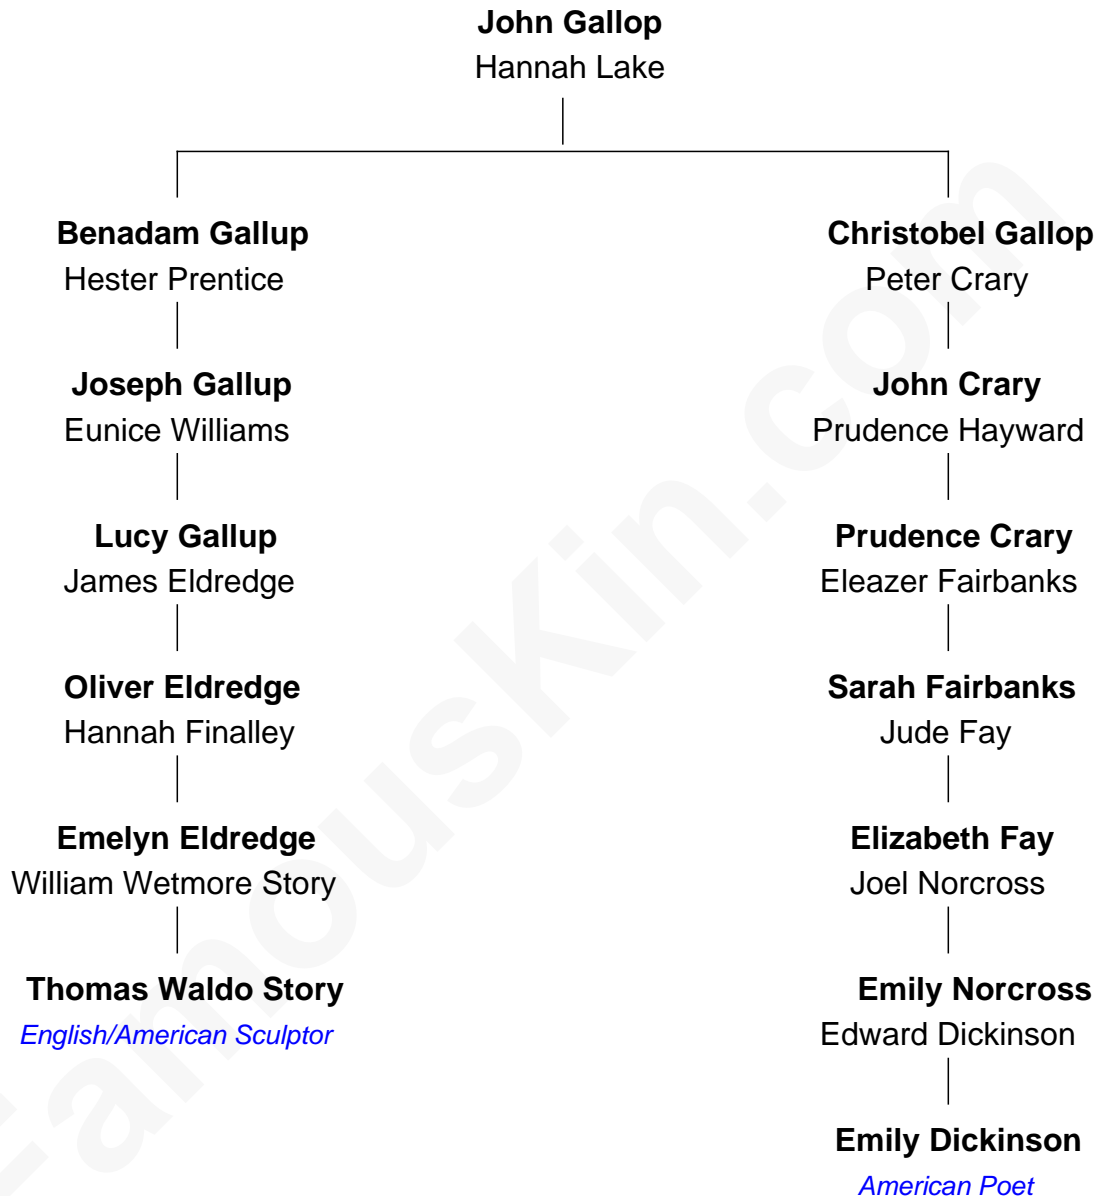 John Gallop
Hannah Lake
Benadam Gallup
Hester Prentice
Joseph Gallup
Eunice Williams
Lucy Gallup
James Eldredge
Oliver Eldredge
Hannah Finalley
Emelyn Eldredge
William Wetmore Story
Thomas Waldo Story
English/American Sculptor
Christobel Gallop
Peter Crary
John Crary
Prudence Hayward
Prudence Crary
Eleazer Fairbanks
Sarah Fairbanks
Jude Fay
Elizabeth Fay
Joel Norcross
Emily Norcross
Edward Dickinson
Emily Dickinson
American Poet
FamousKin.com